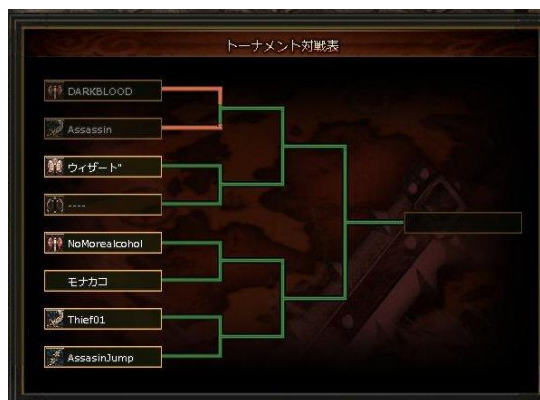 トーナメント対戦表
DARKBLOOD
Assassin
ウィザード"
----
NoMorealcohol
モナカコ
Thief01
AssasinJump